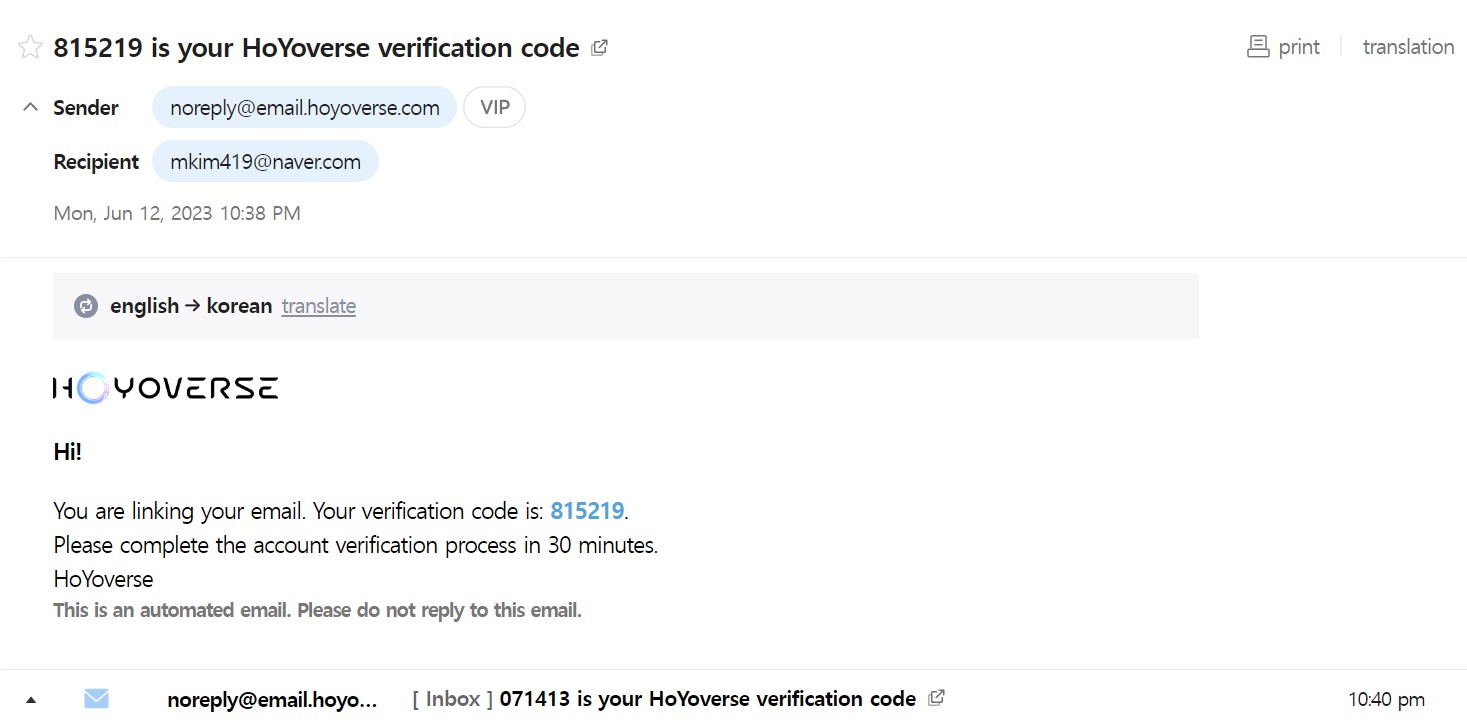 815219 is your HoYoverse verification code
print
translation
Sender noreply@email.hoyoverse.com VIP
Recipient mkim419@naver.com
Mon, Jun 12, 2023 10:38 PM
english → korean translate
HOYOVERSE
Hi!
You are linking your email. Your verification code is: 815219.
Please complete the account verification process in 30 minutes.
HoYoverse
This is an automated email. Please do not reply to this email.
noreply@email.hoyo... [ Inbox ] 071413 is your HoYoverse verification code 10:40 pm